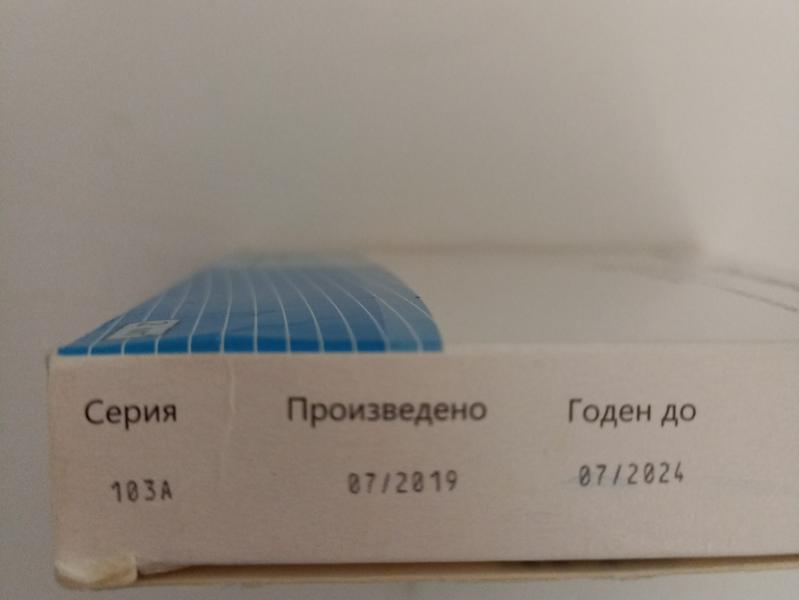 Серия Произведено Годен до
103A 07/2019 07/2024